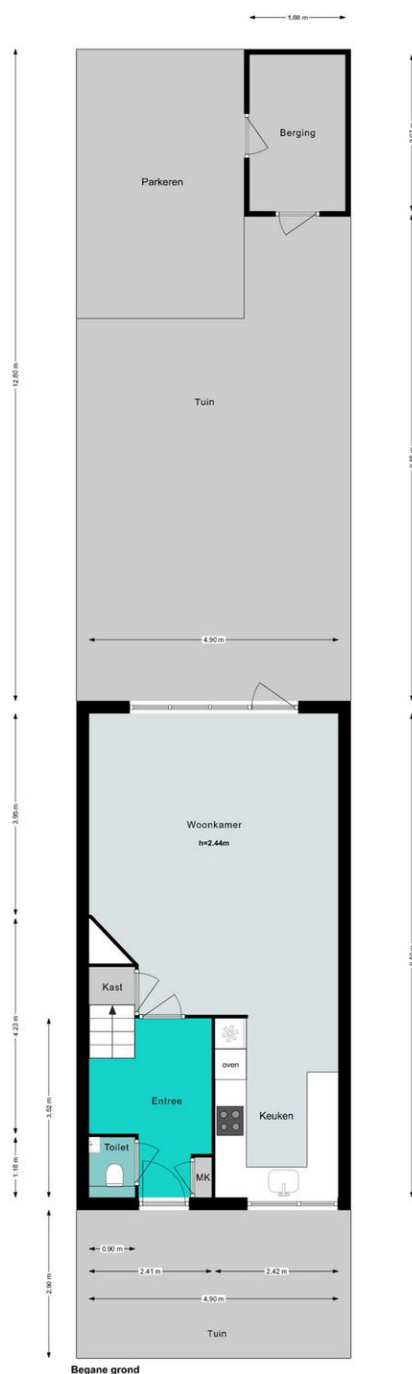 1.88 m
Berging
Parkeren
12.80 m
Tuin
4.90 m
3.95 m
Woonkamer
h=2.44m
Kast
4.23 m
oven
Entree
3.52 m
Keuken
Toilet
1.18 m
MK
0.90 m
2.41 m
2.42 m
4.90 m
2.90 m
Tuin
Begane grond